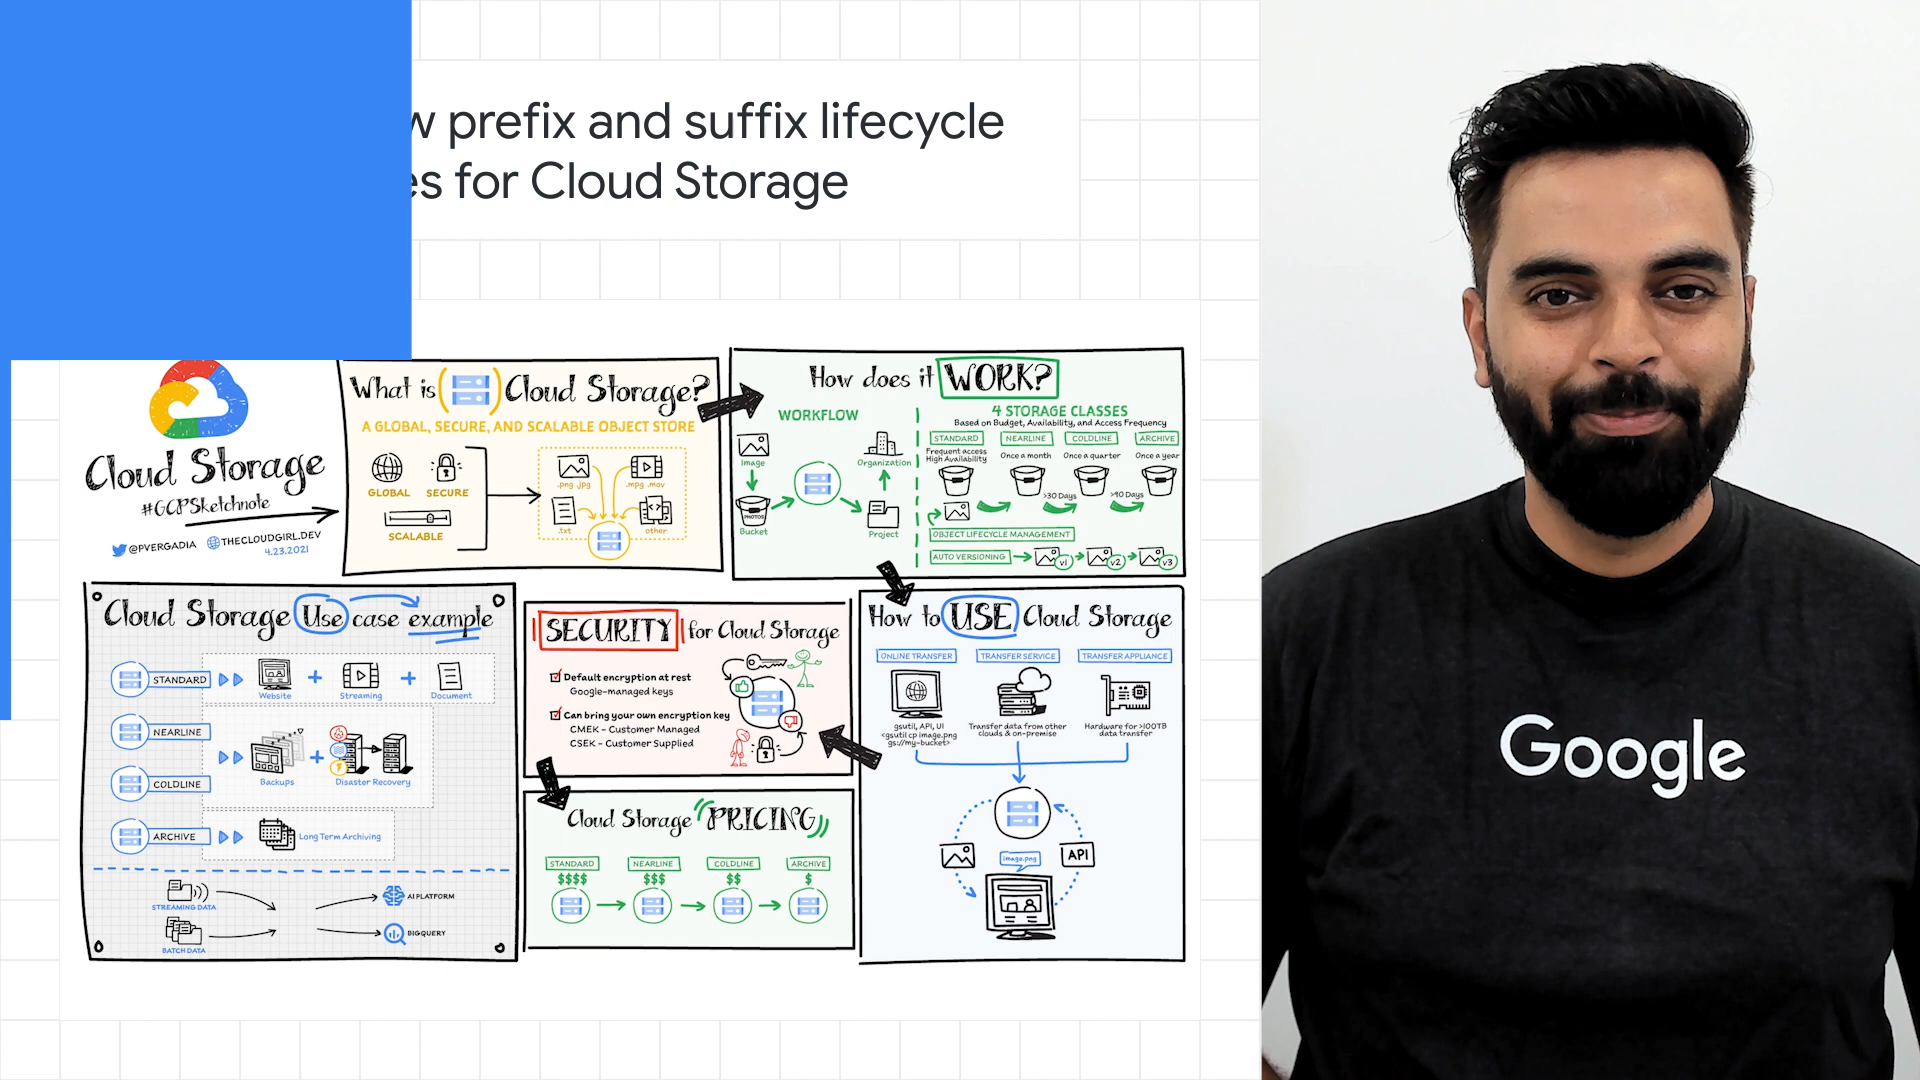 w prefix and suffix lifecycle
es for Cloud Storage
Cloud Storage
#GCPSketchnote
@PVERGADIA
THECLOUDGIRL.DEV
4.23.2021
What is Cloud Storage?
A GLOBAL, SECURE, AND SCALABLE OBJECT STORE
GLOBAL
SECURE
SCALABLE
.png .jpg
.mpg .mov
.txt
other
How does it WORK?
WORKFLOW
Image
Bucket
PHOTOS
Organization
Project
4 STORAGE CLASSES
Based on Budget, Availability, and Access Frequency
STANDARD
NEARLINE
COLDLINE
ARCHIVE
Frequent access
High Availability
Once a month
Once a quarter
Once a year
>30 Days
>90 Days
OBJECT LIFECYCLE MANAGEMENT
AUTO VERSIONING
v1
v2
v3
Cloud Storage Use case example
STANDARD
Website
+
Streaming
+
Document
NEARLINE
COLDLINE
Backups
+
Disaster Recovery
ARCHIVE
Long Term Archiving
STREAMING DATA
BATCH DATA
AI PLATFORM
BIGQUERY
SECURITY for Cloud Storage
Default encryption at rest
Google-managed keys
Can bring your own encryption key
CMEK - Customer Managed
CSEK - Customer Supplied
Cloud Storage PRICING
STANDARD
NEARLINE
COLDLINE
ARCHIVE
$$$$
$$$
$$
$
How to USE Cloud Storage
ONLINE TRANSFER
TRANSFER SERVICE
TRANSFER APPLIANCE
gsutil, API, UI
<gsutil cp image.png
gs://my-bucket>
Transfer data from other
clouds & on-premise
Hardware for >100TB
data transfer
image.png
API
Google